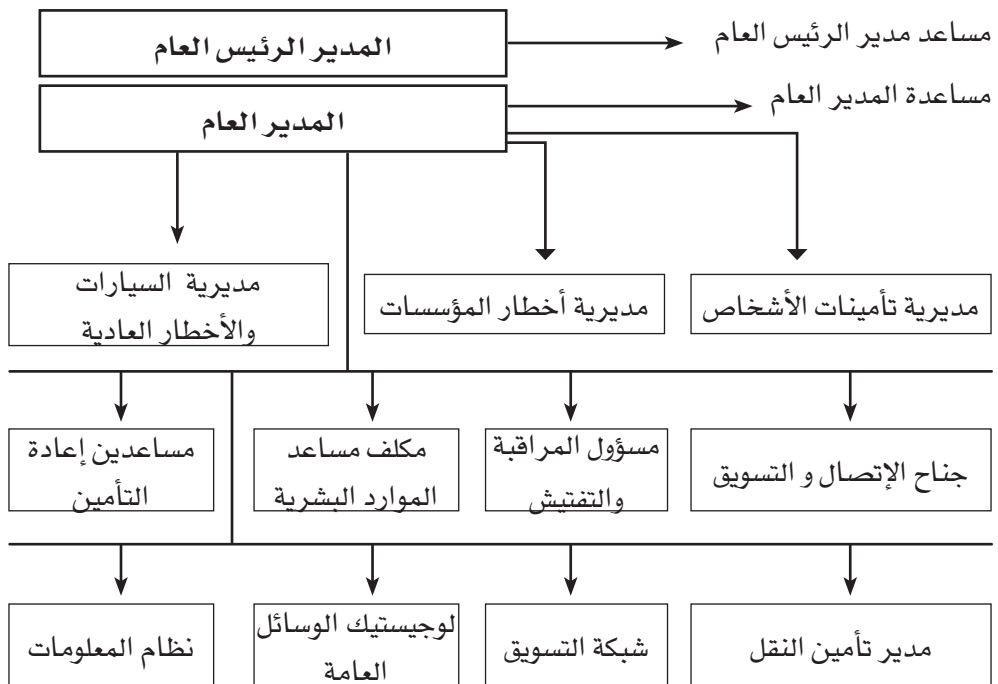 المدير الرئيس العام
مساعد مدير الرئيس العام
المدير العام
مساعدة المدير العام
مديرية تأمينات الأشخاص
مديرية أخطار المؤسسات
مديرية السيارات
والأخطار العادية
جناح الإتصال و التسويق
مسؤول المراقبة
والتفتيش
مكلف مساعد
الموارد البشرية
مساعدين إعادة
التأمين
مدير تأمين النقل
شبكة التسويق
لوجيستيك الوسائل
العامة
نظام المعلومات